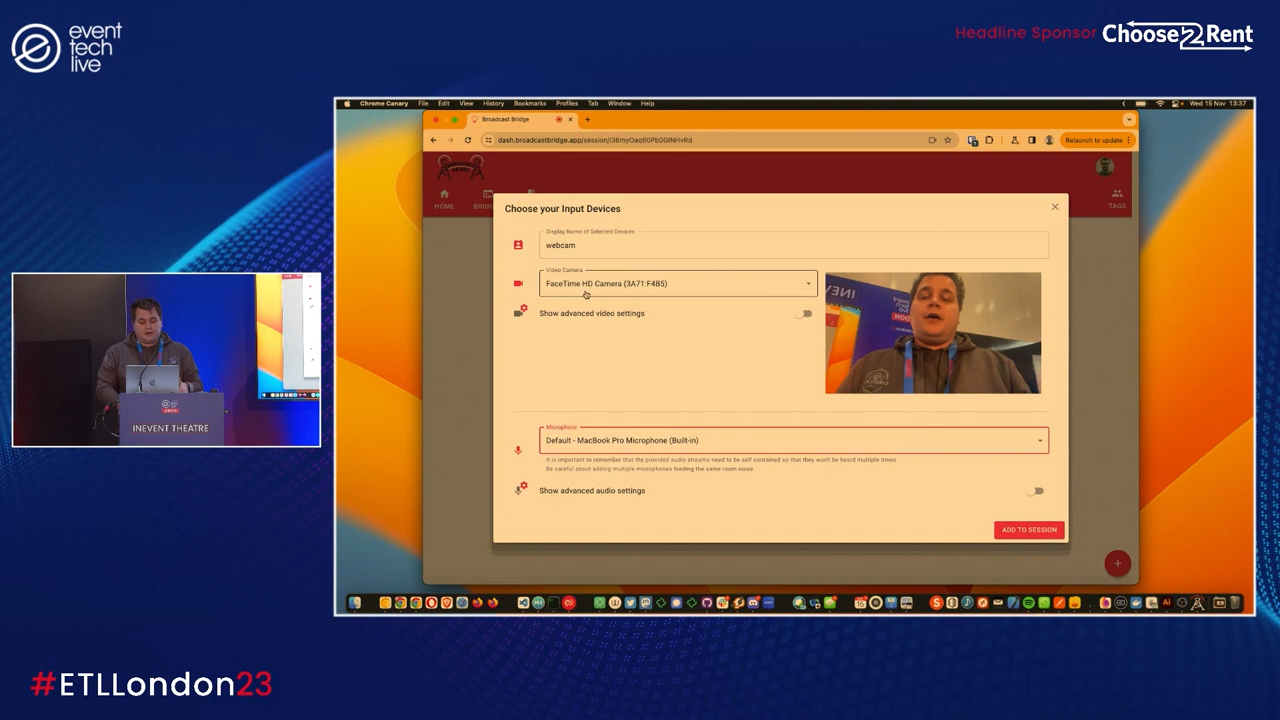 event
tech
live
Headline Sponsor Choose2Rent
Chrome Canary File Edit View History Bookmarks Profiles Tab Window Help
Wed 15 Nov 13:37
Broadcast Bridge
Relaunch to update
HOME
TAGS
Choose your Input Devices
Display Name of Selected Devices
webcam
Video Camera
FaceTime HD Camera (3A71:F4B5)
Show advanced video settings
Microphone
Default - MacBook Pro Microphone (Built-in)
It is important to remember that the provided audio streams need to be self contained so that they won't be heard multiple times.
Be careful about adding multiple microphones feeding the same room noise
Show advanced audio settings
ADD TO SESSION
INEVENT THEATRE
#ETLLondon23